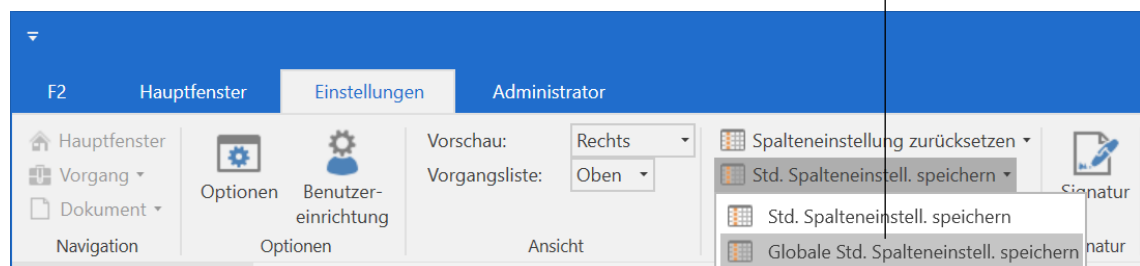 F2 Hauptfenster Einstellungen Administrator
Hauptfenster
Vorgang
Dokument
Navigation
Optionen
Benutzer-
einrichtung
Optionen
Vorschau: Rechts
Vorgangsliste: Oben
Ansicht
Spalteneinstellung zurücksetzen
Std. Spalteneinstell. speichern
Std. Spalteneinstell. speichern
Globale Std. Spalteneinstell. speichern
Signatur
natur